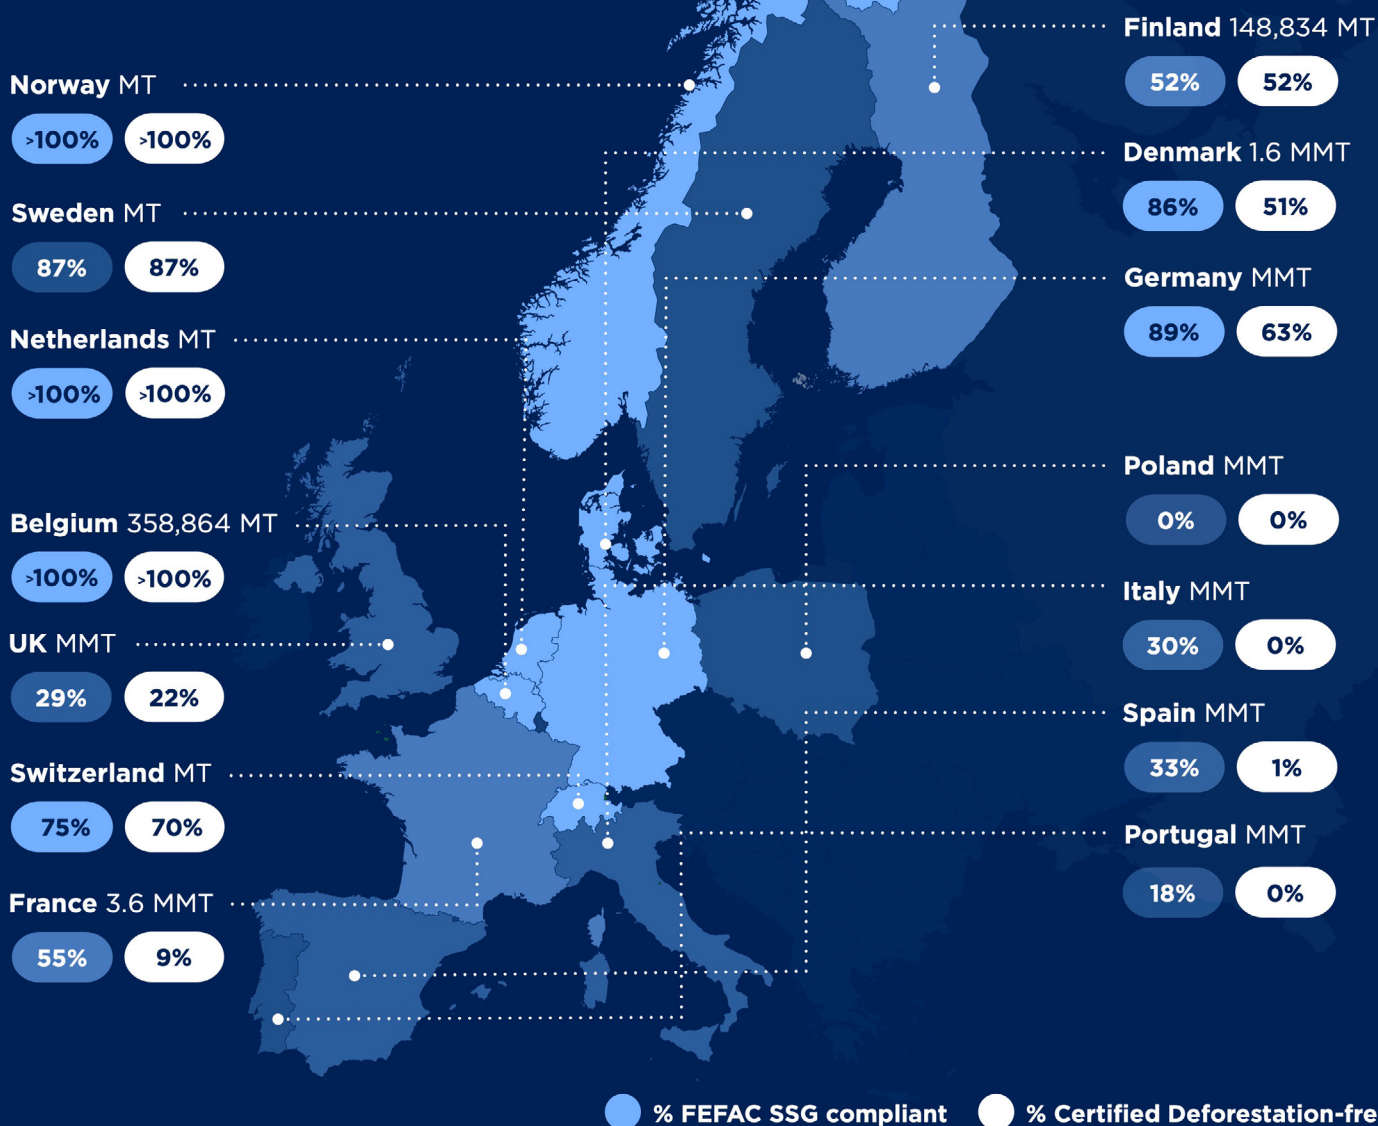 Norway MT
>100% >100%
Sweden MT
87% 87%
Netherlands MT
>100% >100%
Belgium 358,864 MT
>100% >100%
UK MMT
29% 22%
Switzerland MT
75% 70%
France 3.6 MMT
55% 9%
Finland 148,834 MT
52% 52%
Denmark 1.6 MMT
86% 51%
Germany MMT
89% 63%
Poland MMT
0% 0%
Italy MMT
30% 0%
Spain MMT
33% 1%
Portugal MMT
18% 0%
% FEFAC SSG compliant % Certified Deforestation-fre